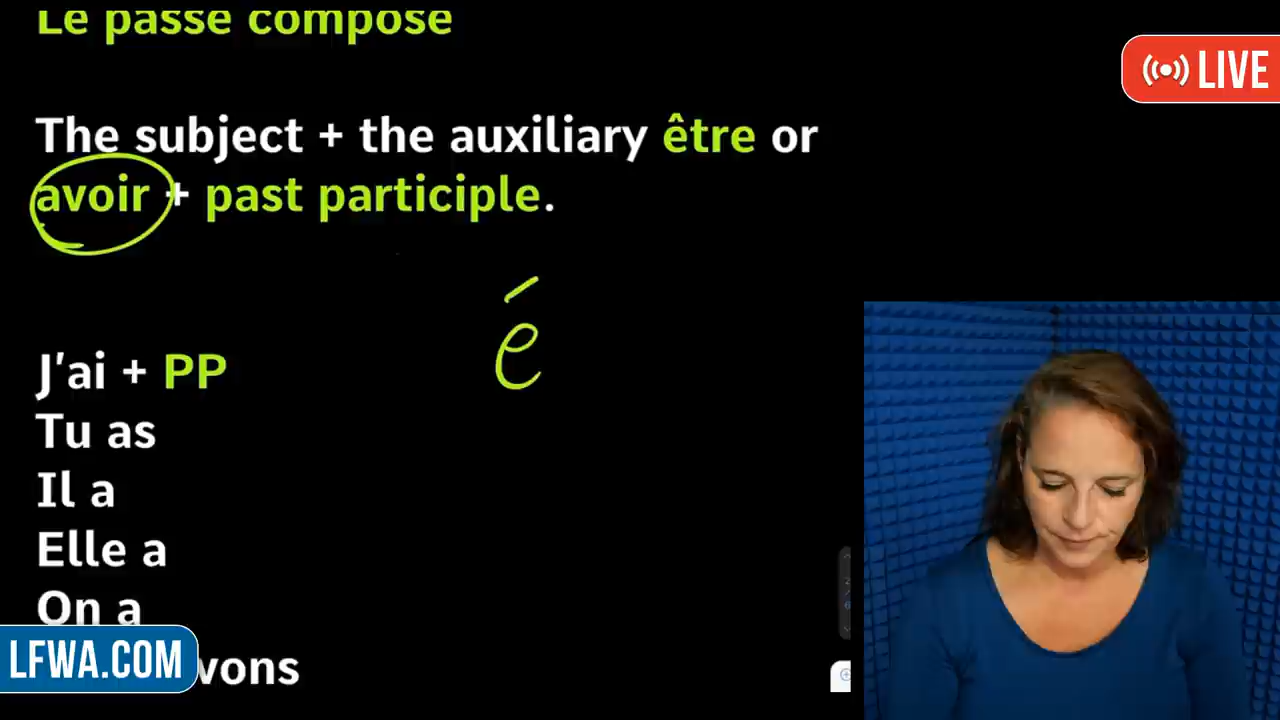 Le passé composé
LIVE
The subject + the auxiliary être or
avoir + past participle.
é
J'ai + PP
Tu as
Il a
Elle a
On a
vons
LFWA.COM